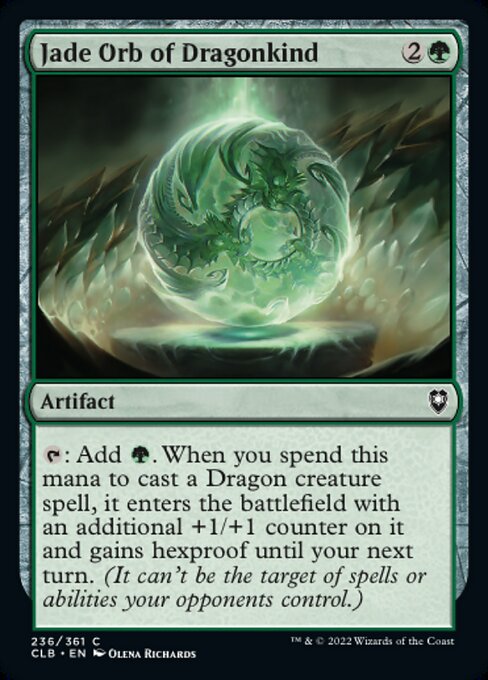 Jade Orb of Dragonkind 2
Artifact
: Add . When you spend this
mana to cast a Dragon creature
spell, it enters the battlefield with
an additional +1/+1 counter on it
and gains hexproof until your next
turn. (It can't be the target of spells or
abilities your opponents control.)
236/361 C
CLB • EN Olena Richards
™ & © 2022 Wizards of the Coast